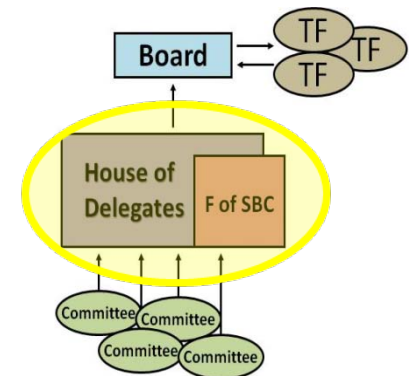 TF
TF
TF
Board
House of
Delegates
F of SBC
Committee
Committee
Committee
Committee